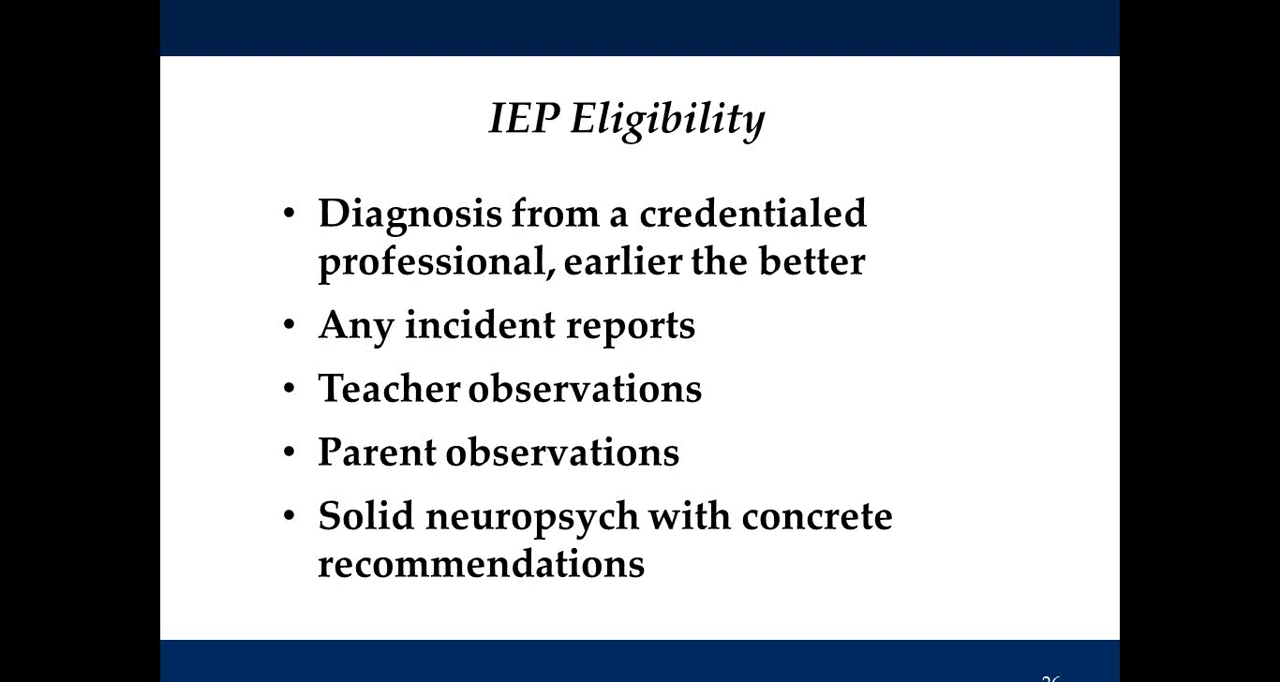 IEP Eligibility
• Diagnosis from a credentialed
professional, earlier the better
• Any incident reports
• Teacher observations
• Parent observations
• Solid neuropsych with concrete
recommendations